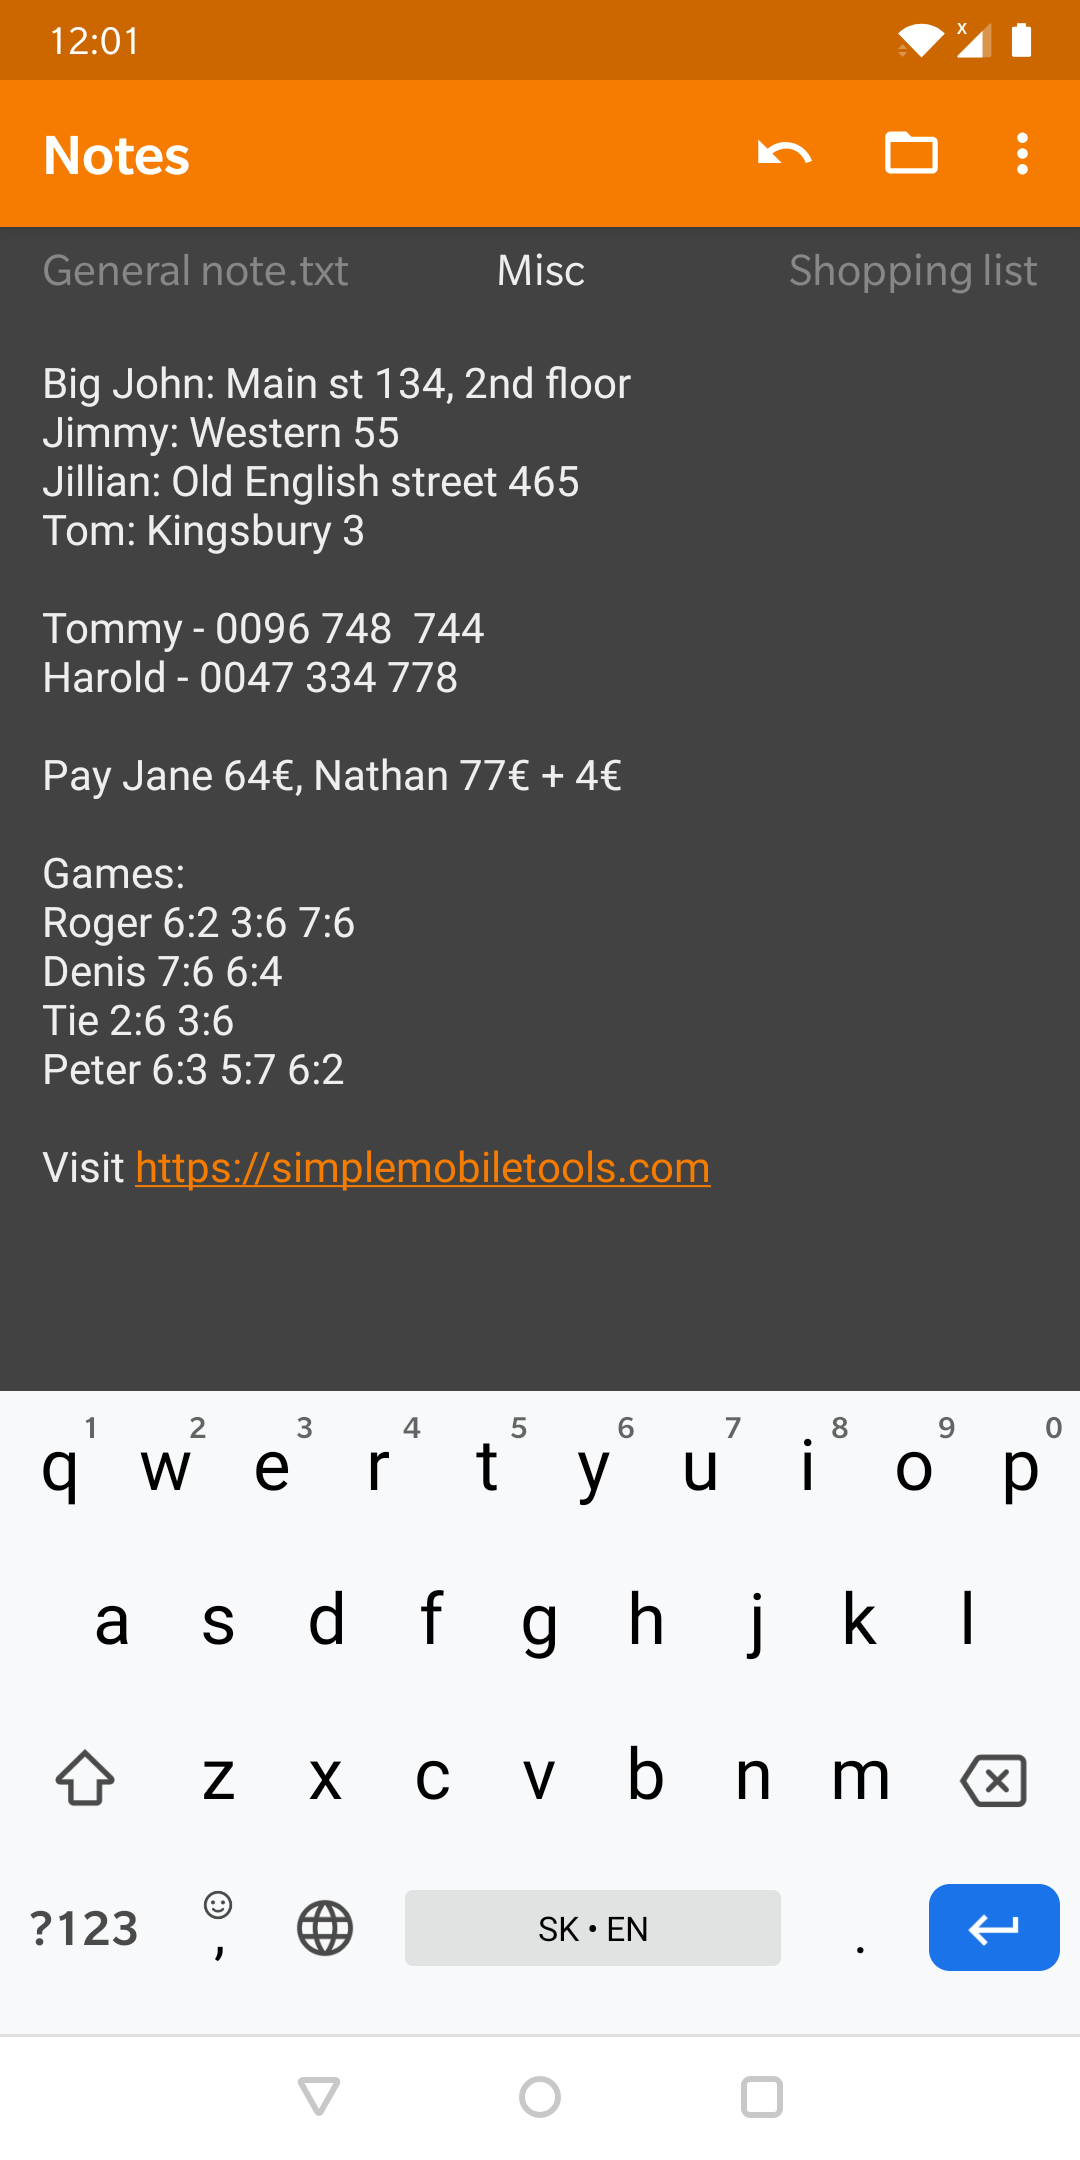 12:01
x
Notes
General note.txt Misc Shopping list
Big John: Main st 134, 2nd floor
Jimmy: Western 55
Jillian: Old English street 465
Tom: Kingsbury 3
Tommy - 0096 748  744
Harold - 0047 334 778
Pay Jane 64€, Nathan 77€ + 4€
Games:
Roger 6:2 3:6 7:6
Denis 7:6 6:4
Tie 2:6 3:6
Peter 6:3 5:7 6:2
Visit https://simplemobiletools.com
1 2 3 4 5 6 7 8 9 0
q w e r t y u i o p
a s d f g h j k l
z x c v b n m
?123 , SK • EN .